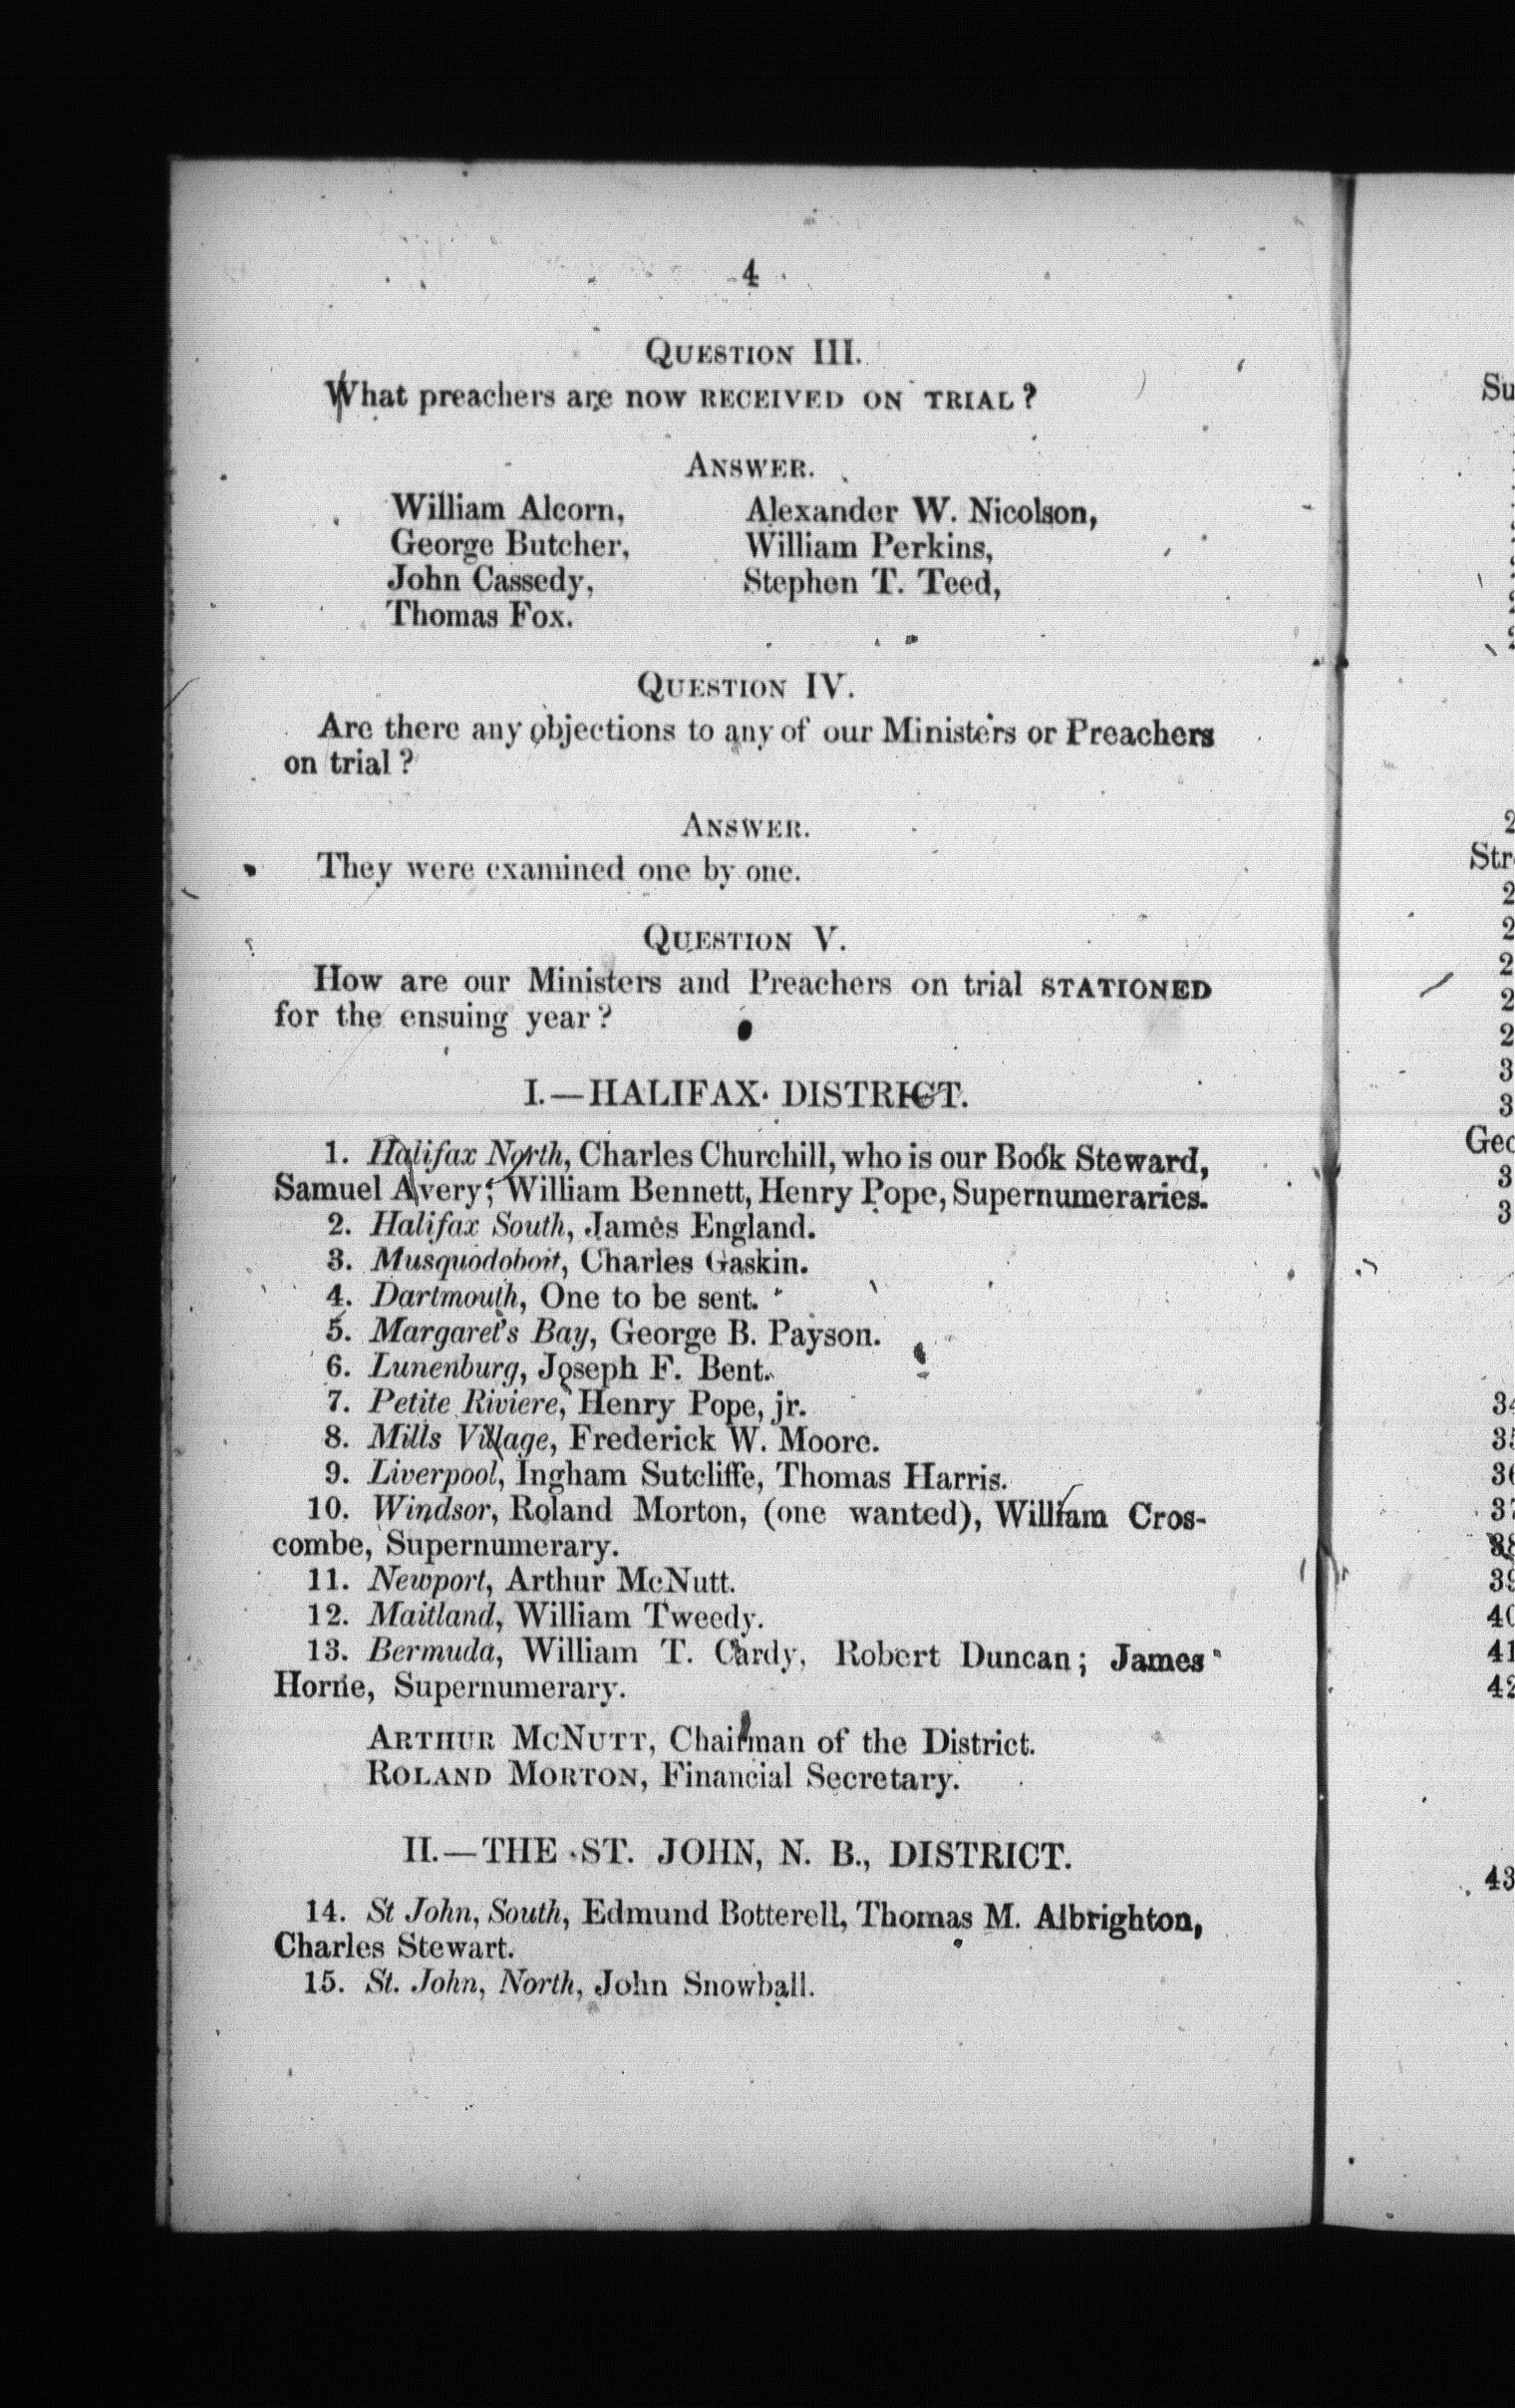 4
QUESTION III.
What preachers are now RECEIVED ON TRIAL?
ANSWER.
William Alcorn, Alexander W. Nicolson,
George Butcher, William Perkins,
John Cassedy, Stephen T. Teed,
Thomas Fox.
QUESTION IV.
Are there any objections to any of our Ministers or Preachers
on trial?
ANSWER.
They were examined one by one.
QUESTION V.
How are our Ministers and Preachers on trial STATIONED
for the ensuing year?
I.—HALIFAX DISTRICT.
1. Halifax North, Charles Churchill, who is our Book Steward,
Samuel Avery; William Bennett, Henry Pope, Supernumeraries.
2. Halifax South, James England.
3. Musquodoboit, Charles Gaskin.
4. Dartmouth, One to be sent.
5. Margaret's Bay, George B. Payson.
6. Lunenburg, Joseph F. Bent.
7. Petite Riviere, Henry Pope, jr.
8. Mills Village, Frederick W. Moore.
9. Liverpool, Ingham Sutcliffe, Thomas Harris.
10. Windsor, Roland Morton, (one wanted), William Cros-
combe, Supernumerary.
11. Newport, Arthur McNutt.
12. Maitland, William Tweedy.
13. Bermuda, William T. Cardy, Robert Duncan; James
Horne, Supernumerary.
ARTHUR MCNUTT, Chairman of the District.
ROLAND MORTON, Financial Secretary.
II.—THE ST. JOHN, N. B., DISTRICT.
14. St John, South, Edmund Botterell, Thomas M. Albrighton,
Charles Stewart.
15. St. John, North, John Snowball.